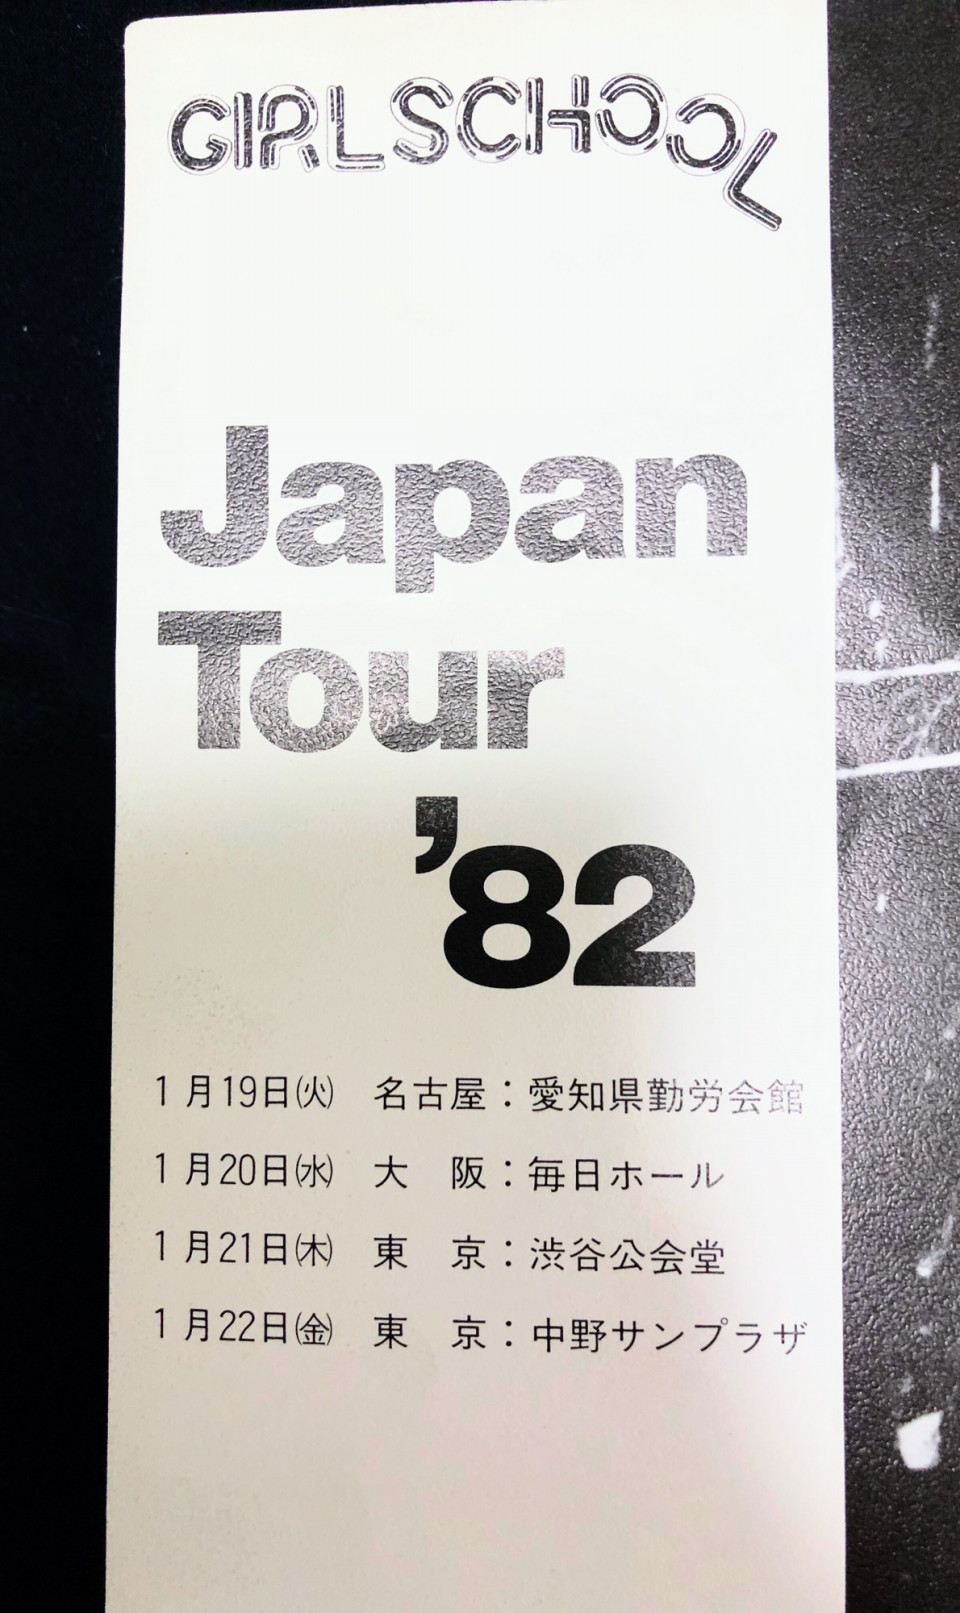 GIRLSCHOOL
Japan
Tour
’82
1月19日㈫　名古屋：愛知県勤労会館
1月20日㈬　大　阪：毎日ホール
1月21日㈭　東　京：渋谷公会堂
1月22日㈮　東　京：中野サンプラザ